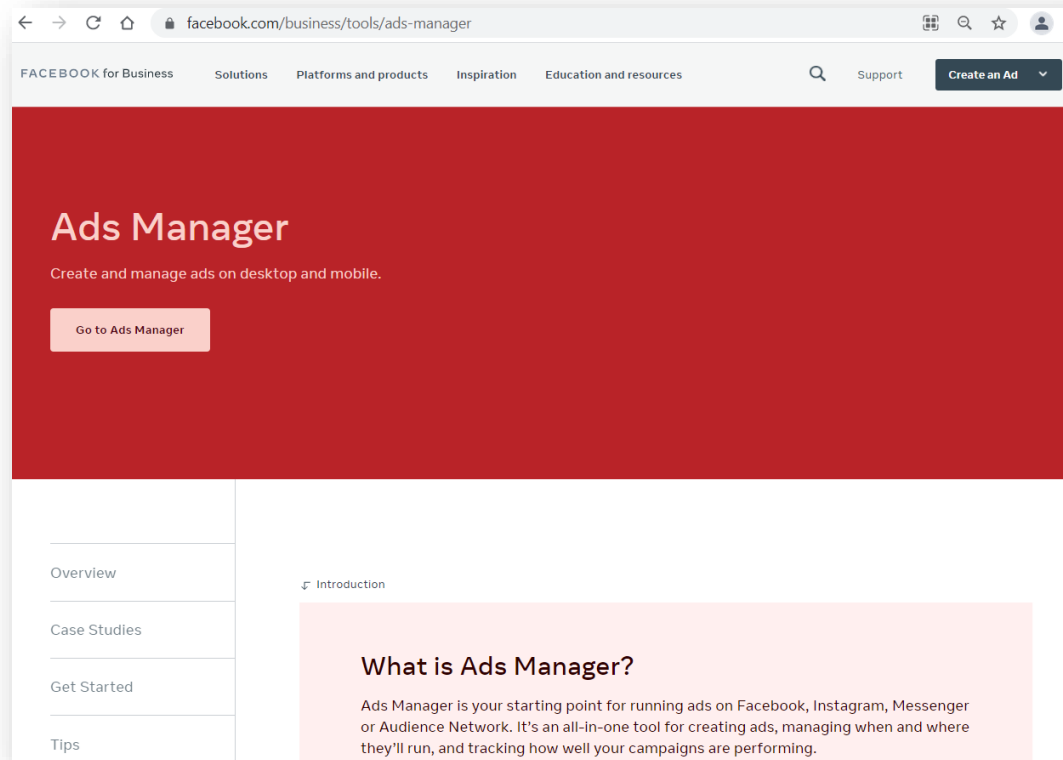 facebook.com/business/tools/ads-manager
FACEBOOK for Business
Solutions
Platforms and products
Inspiration
Education and resources
Support
Create an Ad
Ads Manager
Create and manage ads on desktop and mobile.
Go to Ads Manager
Overview
Case Studies
Get Started
Tips
Introduction
What is Ads Manager?
Ads Manager is your starting point for running ads on Facebook, Instagram, Messenger
or Audience Network. It’s an all-in-one tool for creating ads, managing when and where
they’ll run, and tracking how well your campaigns are performing.